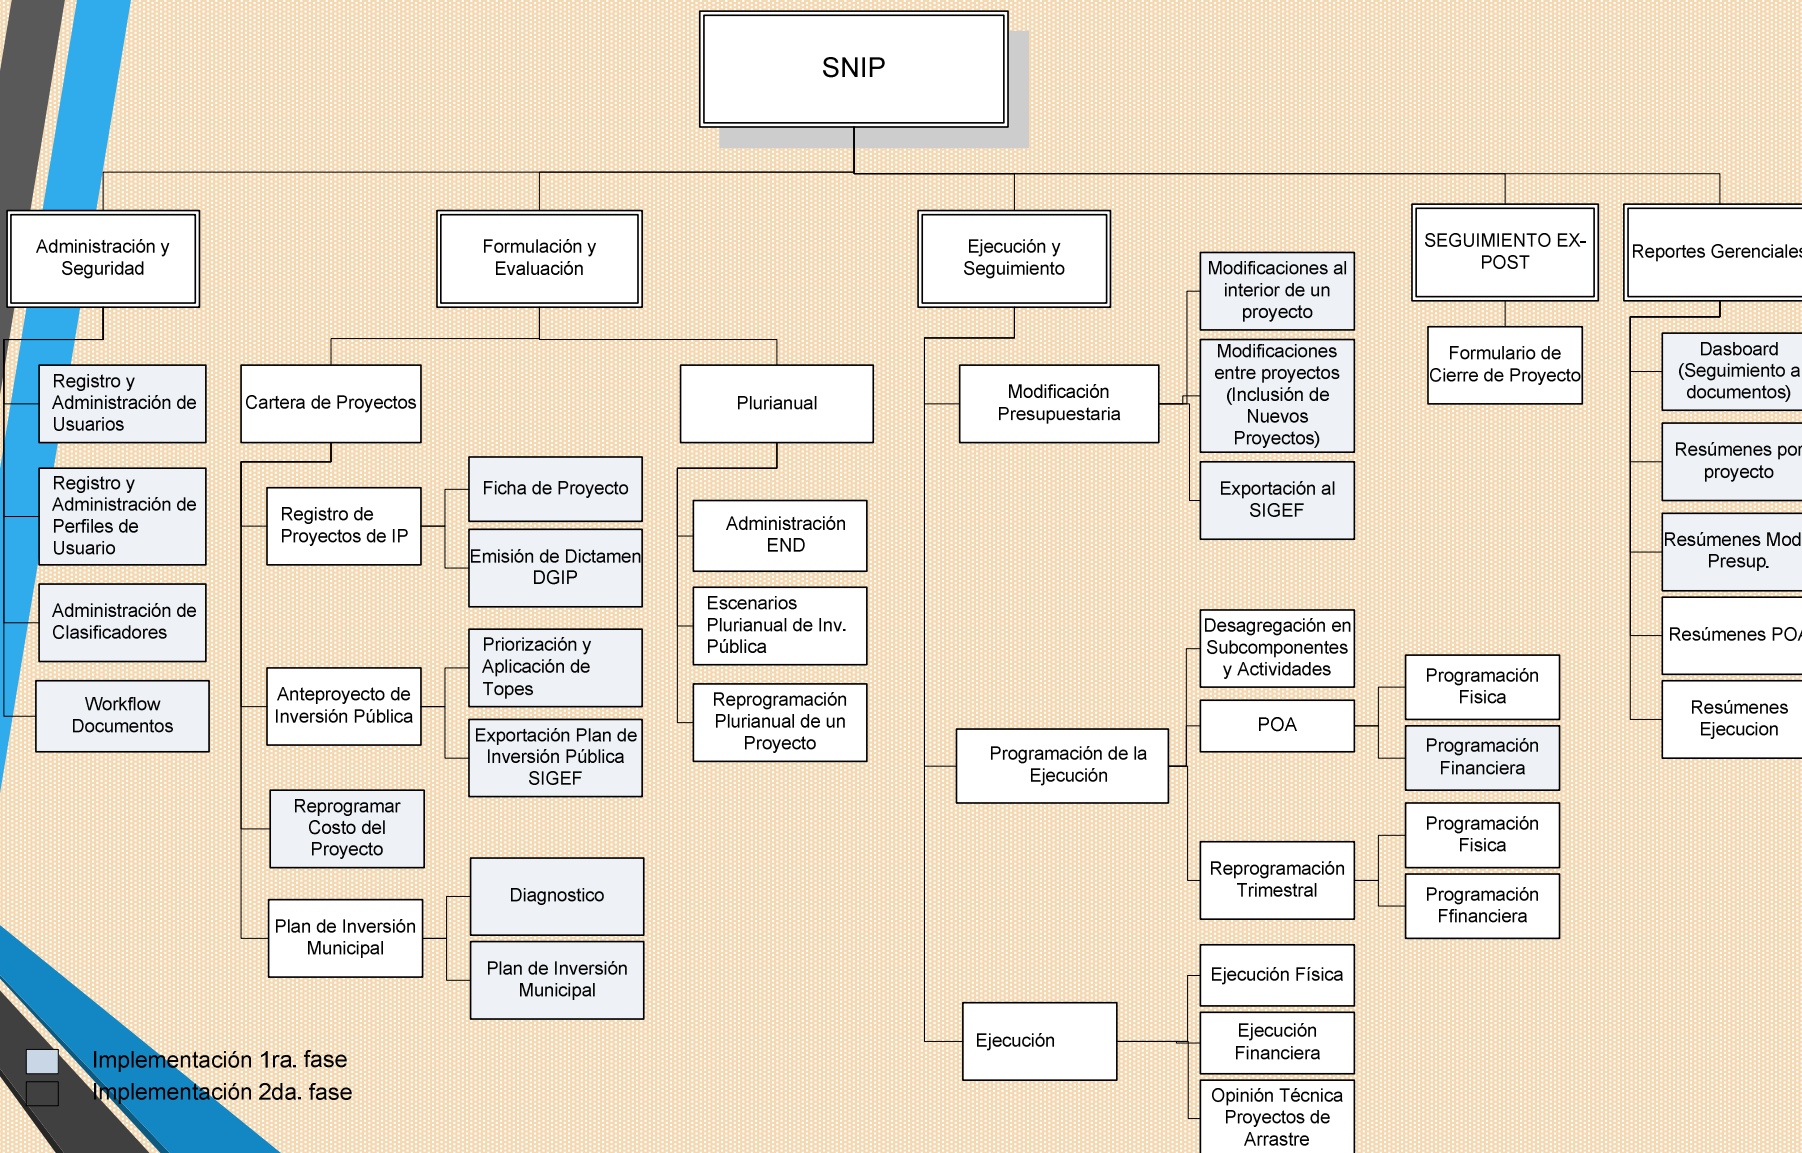 SNIP
Administración y
Seguridad
Registro y
Administración de
Usuarios
Registro y
Administración de
Perfiles de
Usuario
Administración de
Clasificadores
Workflow
Documentos
Formulación y
Evaluación
Cartera de Proyectos
Registro de
Proyectos de IP
Ficha de Proyecto
Emisión de Dictamen
DGIP
Anteproyecto de
Inversión Pública
Priorización y
Aplicación de
Topes
Exportación Plan de
Inversión Pública
SIGEF
Reprogramar
Costo del
Proyecto
Plan de Inversión
Municipal
Diagnostico
Plan de Inversión
Municipal
Plurianual
Administración
END
Escenarios
Plurianual de Inv.
Pública
Reprogramación
Plurianual de un
Proyecto
Ejecución y
Seguimiento
Modificación
Presupuestaria
Modificaciones al
interior de un
proyecto
Modificaciones
entre proyectos
(Inclusión de
Nuevos
Proyectos)
Exportación al
SIGEF
Programación de la
Ejecución
Desagregación en
Subcomponentes
y Actividades
POA
Programación
Fisica
Programación
Financiera
Reprogramación
Trimestral
Programación
Fisica
Programación
Ffinanciera
Ejecución
Ejecución Física
Ejecución
Financiera
Opinión Técnica
Proyectos de
Arrastre
SEGUIMIENTO EX-
POST
Formulario de
Cierre de Proyecto
Reportes Gerenciales
Dasboard
(Seguimiento a
documentos)
Resúmenes por
proyecto
Resúmenes Mod
Presup.
Resúmenes POA
Resúmenes
Ejecucion
Implementación 1ra. fase
Implementación 2da. fase